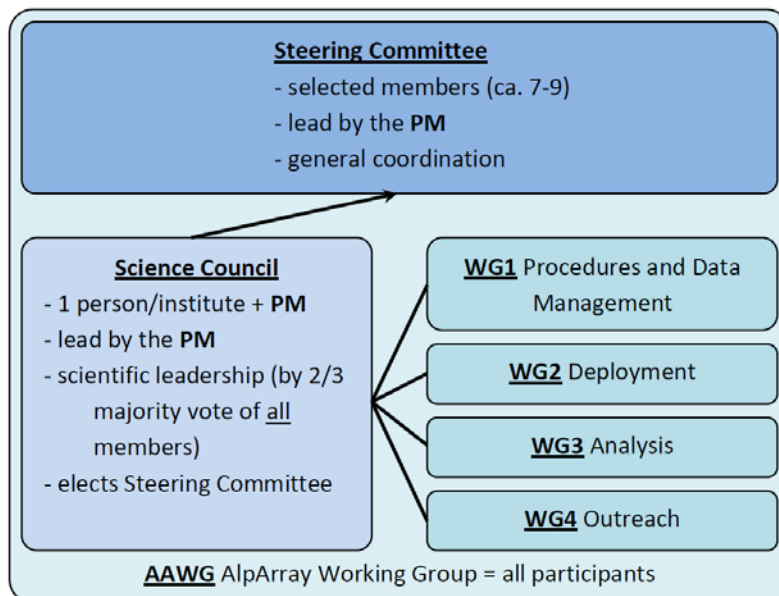 Steering Committee
- selected members (ca. 7-9)
- lead by the PM
- general coordination
Science Council
- 1 person/institute + PM
- lead by the PM
- scientific leadership (by 2/3
majority vote of all
members)
- elects Steering Committee
WG1 Procedures and Data
Management
WG2 Deployment
WG3 Analysis
WG4 Outreach
AAWG AlpArray Working Group = all participants